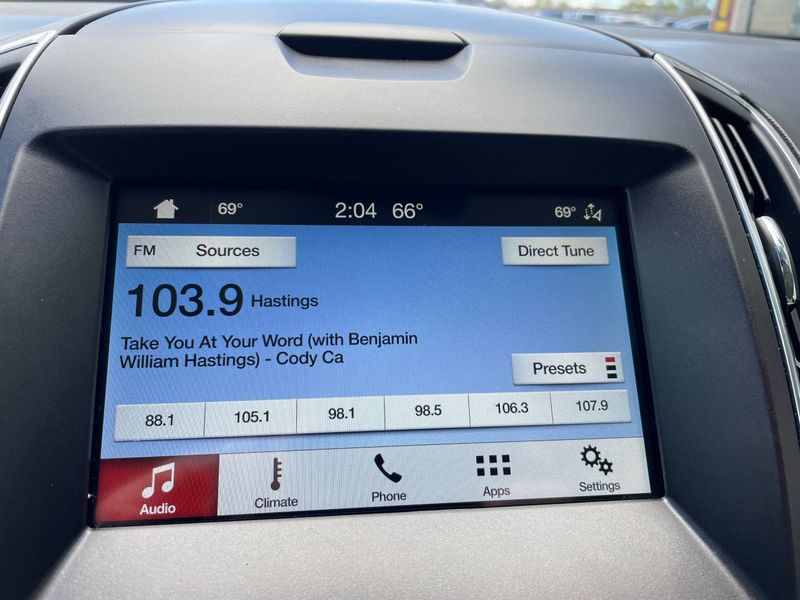 69° 2:04 66° 69°
FM Sources Direct Tune
103.9 Hastings
Take You At Your Word (with Benjamin
William Hastings) - Cody Ca
Presets
88.1 105.1 98.1 98.5 106.3 107.9
Audio Climate Phone Apps Settings